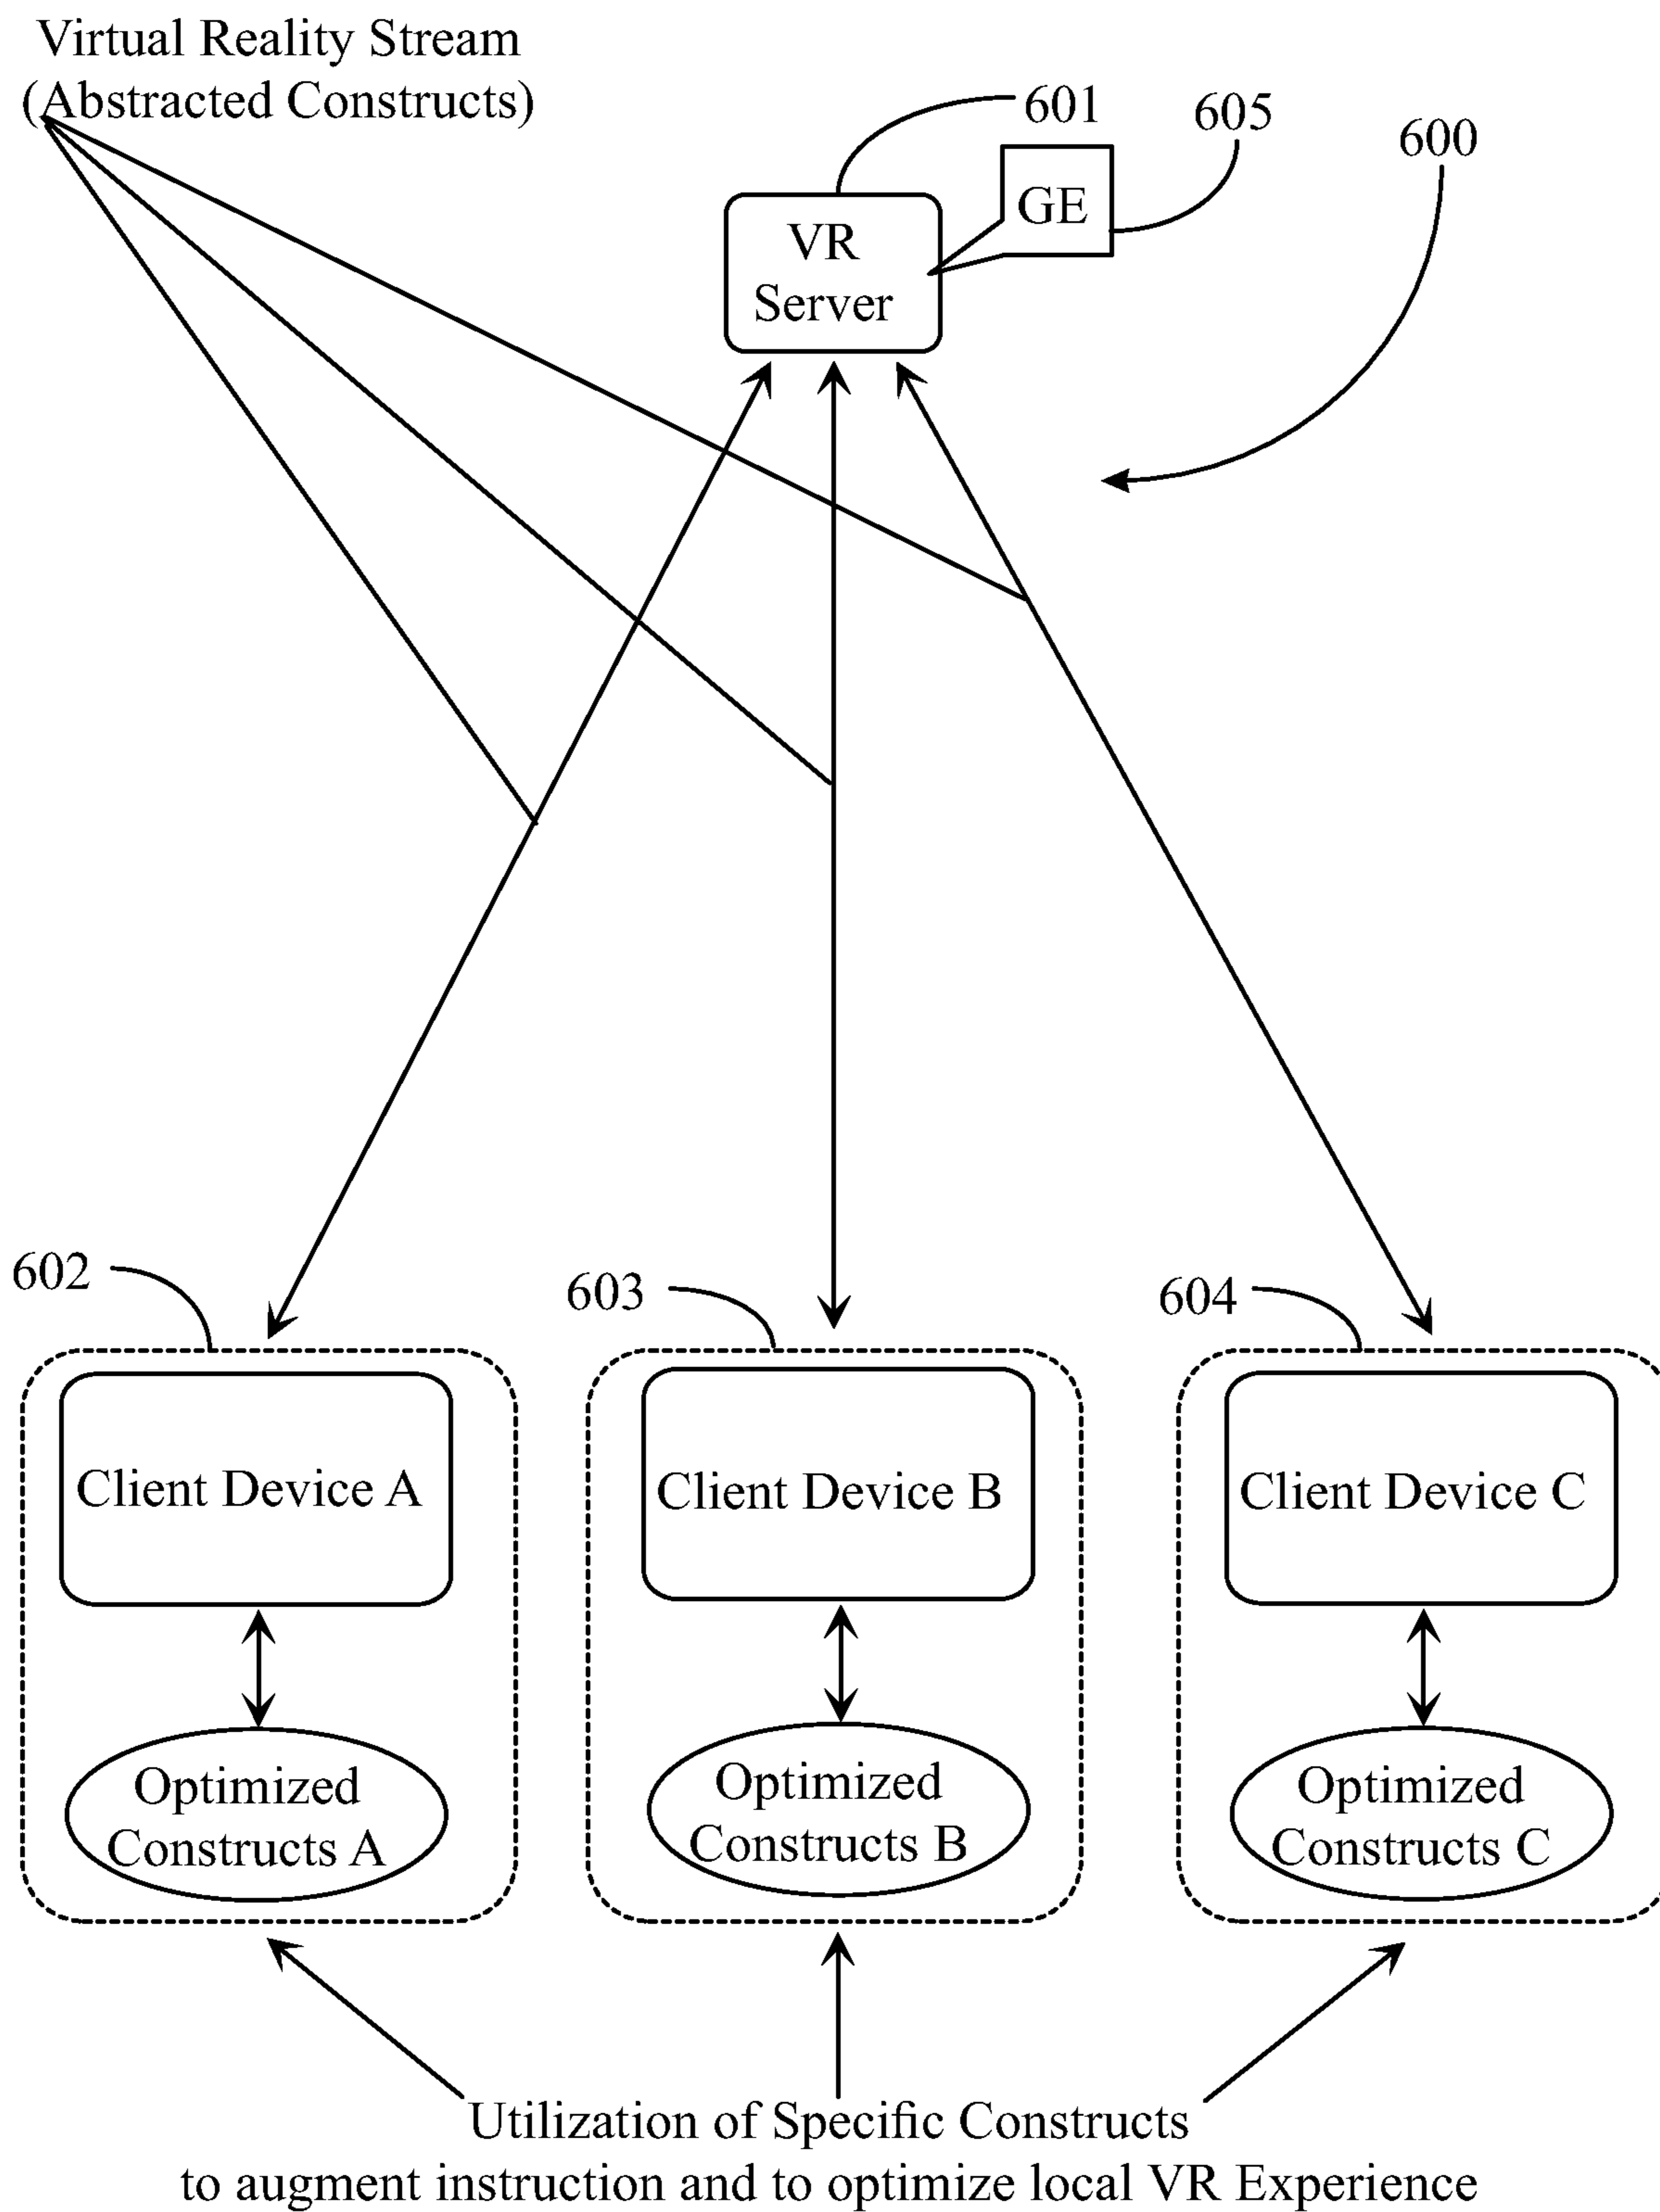 Virtual Reality Stream
(Abstracted Constructs)
601
605
600
GE
VR
Server
602
603
604
Client Device A
Client Device B
Client Device C
Optimized
Constructs A
Optimized
Constructs B
Optimized
Constructs C
Utilization of Specific Constructs
to augment instruction and to optimize local VR Experience